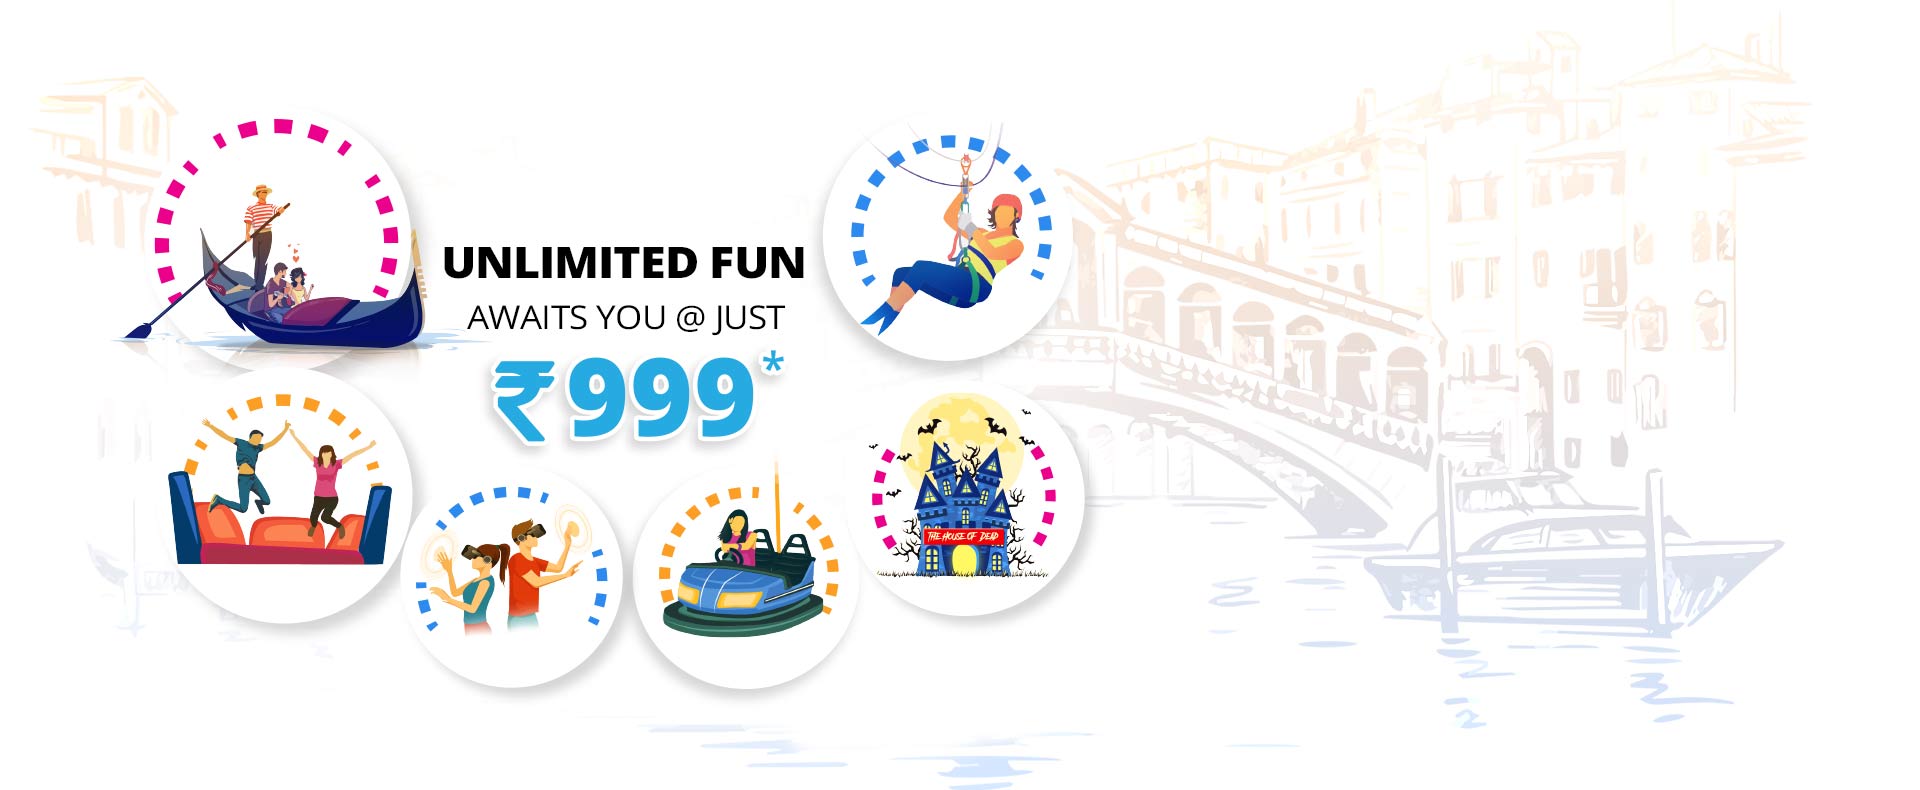 UNLIMITED FUN
AWAITS YOU @ JUST
₹999*
THE HOUSE OF DEAD